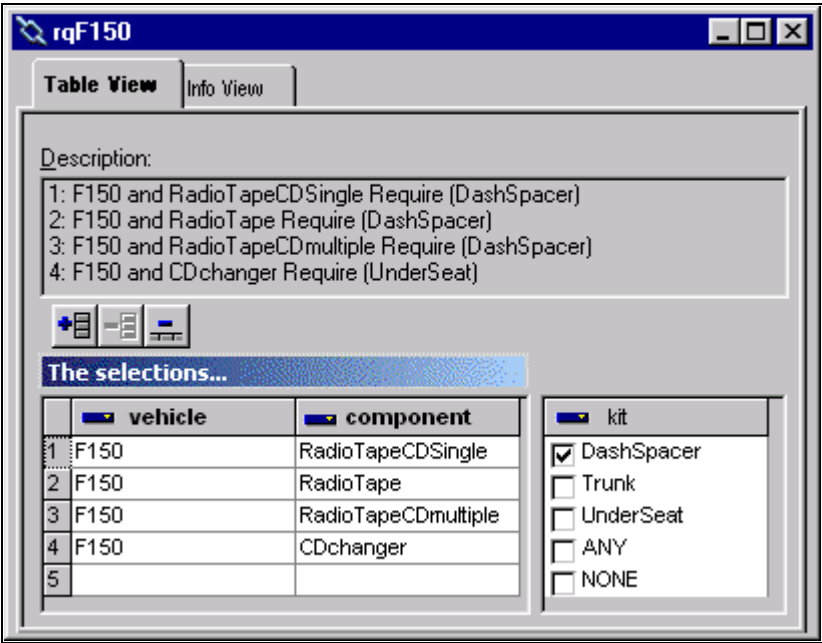 rqF150
Table View Info View
Description:
1: F150 and RadioTapeCDSingle Require (DashSpacer)
2: F150 and RadioTape Require (DashSpacer)
3: F150 and RadioTapeCDmultiple Require (DashSpacer)
4: F150 and CDchanger Require (UnderSeat)
The selections...
vehicle component kit
1 F150 RadioTapeCDSingle DashSpacer
2 F150 RadioTape Trunk
3 F150 RadioTapeCDmultiple UnderSeat
4 F150 CDchanger ANY
5 NONE